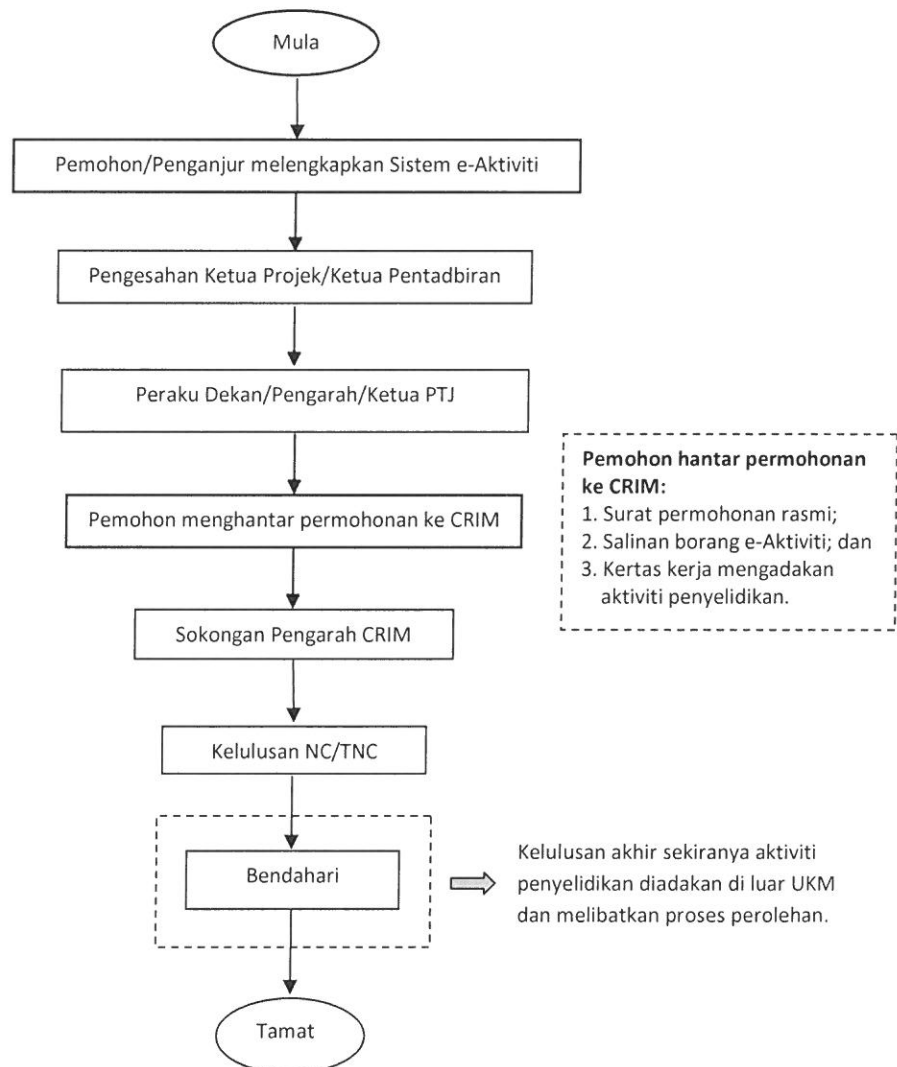 Mula
Pemohon/Penganjur melengkapkan Sistem e-Aktiviti
Pengesahan Ketua Projek/Ketua Pentadbiran
Peraku Dekan/Pengarah/Ketua PTJ
Pemohon menghantar permohonan ke CRIM
Pemohon hantar permohonan
ke CRIM:
1. Surat permohonan rasmi;
2. Salinan borang e-Aktiviti; dan
3. Kertas kerja mengadakan
aktiviti penyelidikan.
Sokongan Pengarah CRIM
Kelulusan NC/TNC
Bendahari
Kelulusan akhir sekiranya aktiviti
penyelidikan diadakan di luar UKM
dan melibatkan proses perolehan.
Tamat